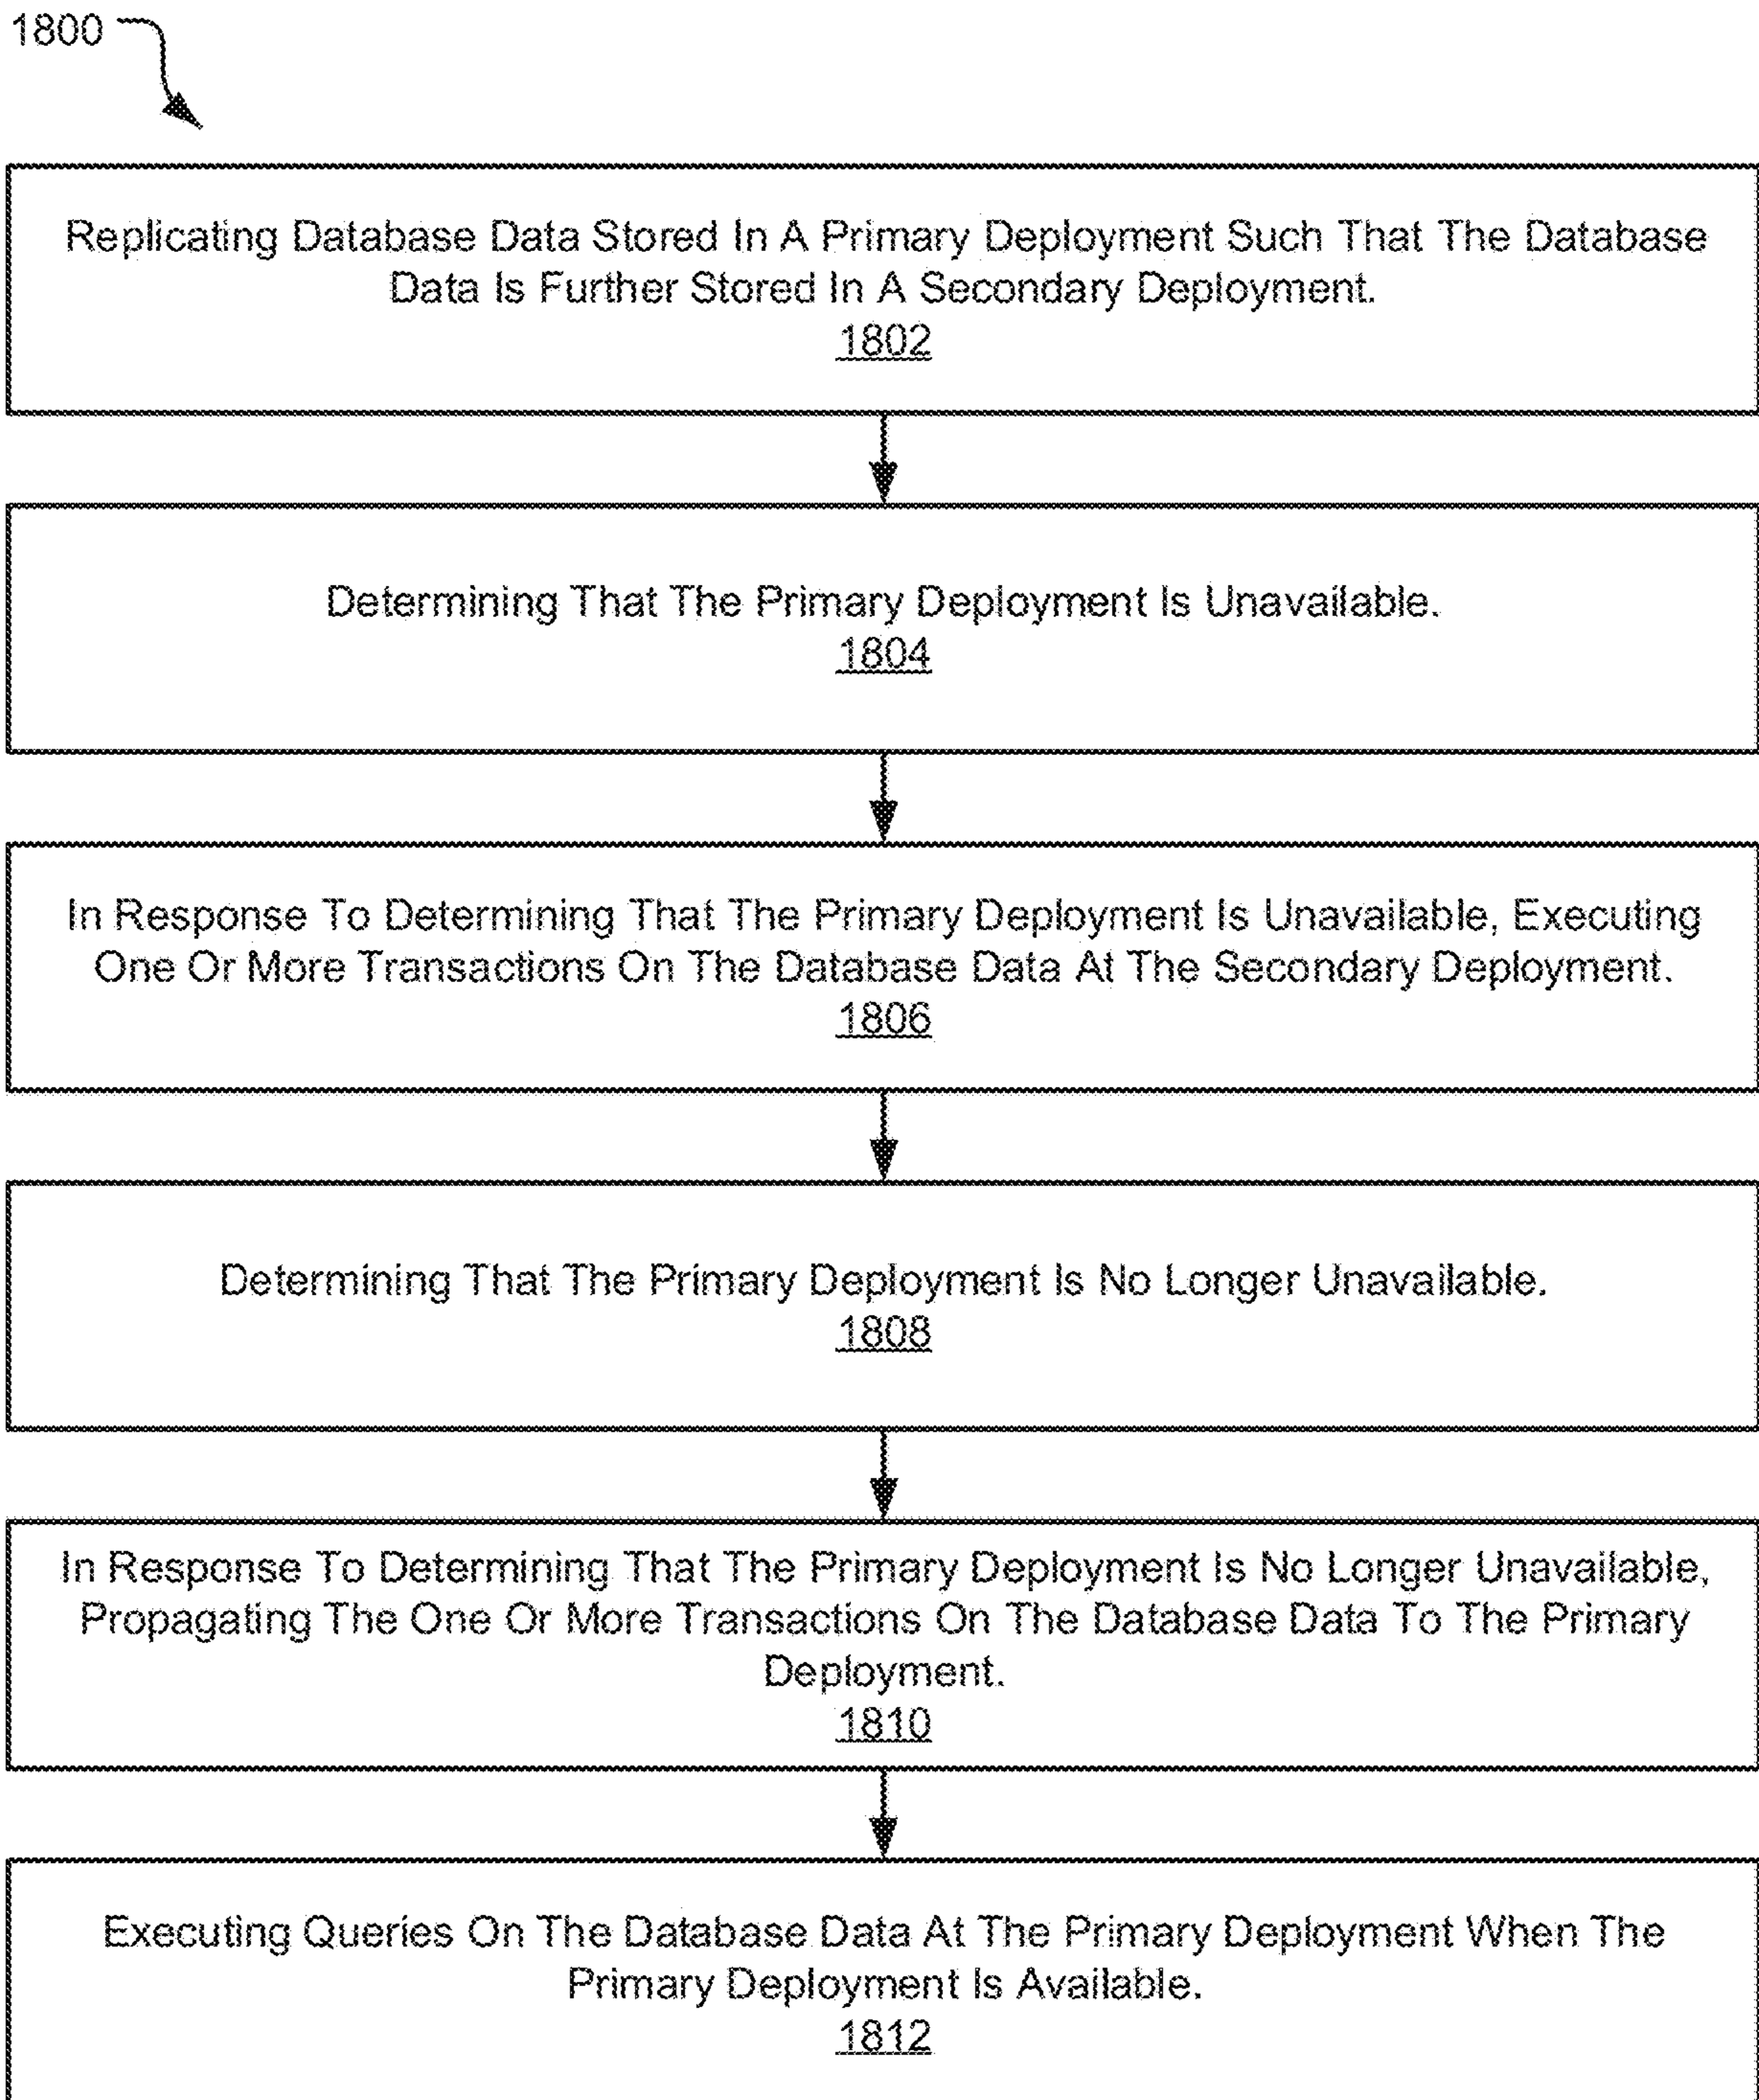 1800
Replicating Database Data Stored In A Primary Deployment Such That The Database
Data Is Further Stored In A Secondary Deployment.
1802
Determining That The Primary Deployment Is Unavailable.
1804
In Response To Determining That The Primary Deployment Is Unavailable, Executing
One Or More Transactions On The Database Data At The Secondary Deployment.
1806
Determining That The Primary Deployment Is No Longer Unavailable.
1808
In Response To Determining That The Primary Deployment Is No Longer Unavailable,
Propagating The One Or More Transactions On The Database Data To The Primary
Deployment.
1810
Executing Queries On The Database Data At The Primary Deployment When The
Primary Deployment Is Available.
1812